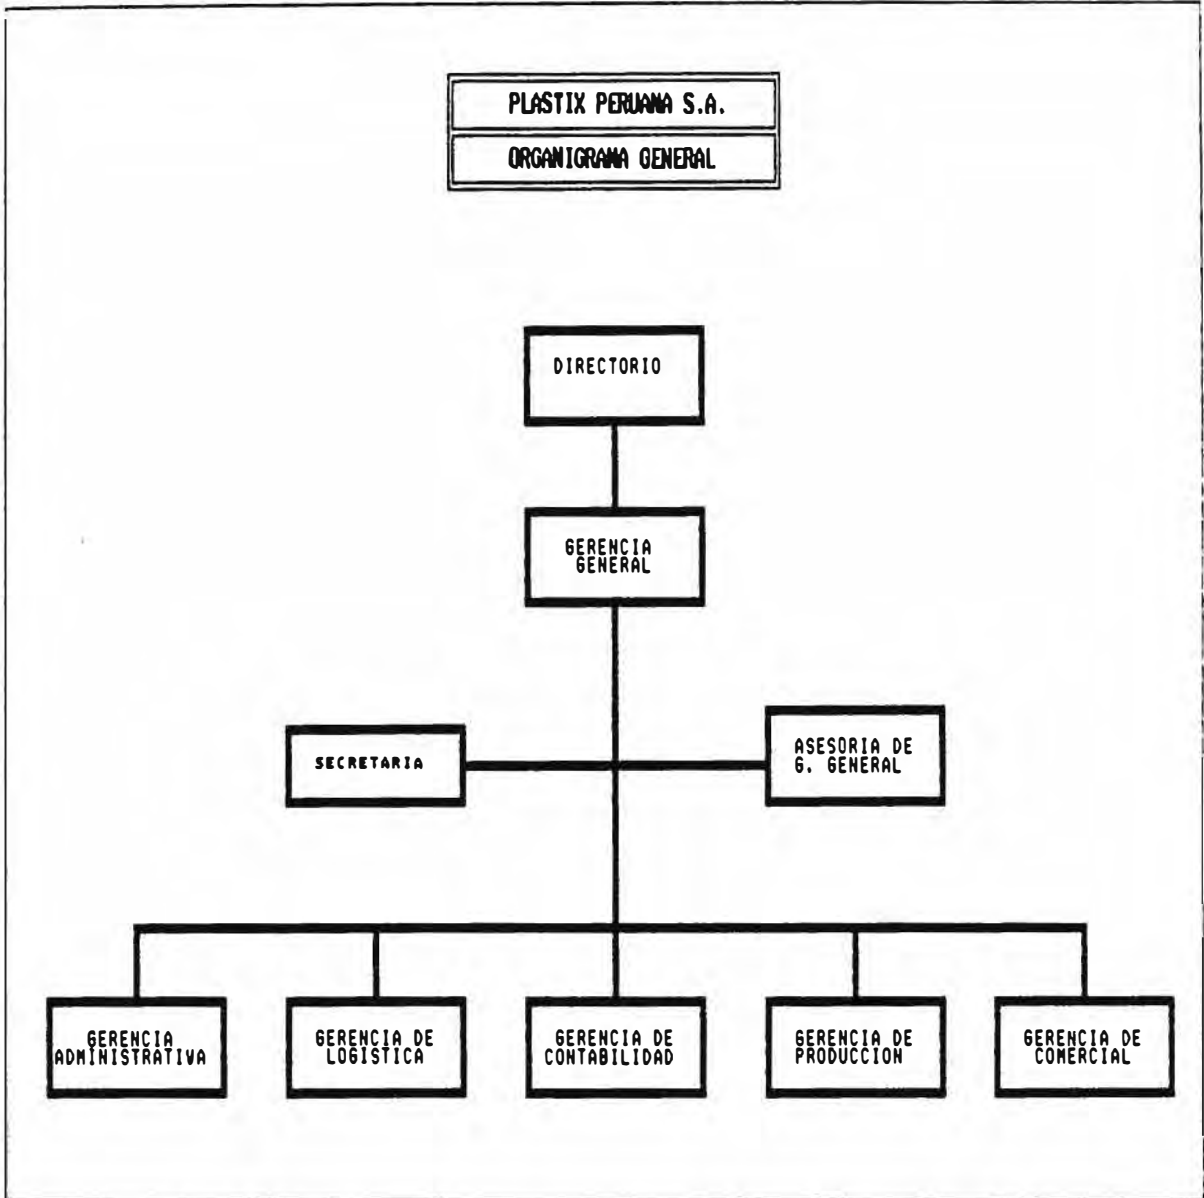 PLASTIX PERUANA S.A.
ORGANIGRAMA GENERAL
DIRECTORIO
GERENCIA
GENERAL
SECRETARIA
ASESORIA DE
G. GENERAL
GERENCIA
ADMINISTRATIVA
GERENCIA DE
LOGISTICA
GERENCIA DE
CONTABILIDAD
GERENCIA DE
PRODUCCION
GERENCIA DE
COMERCIAL